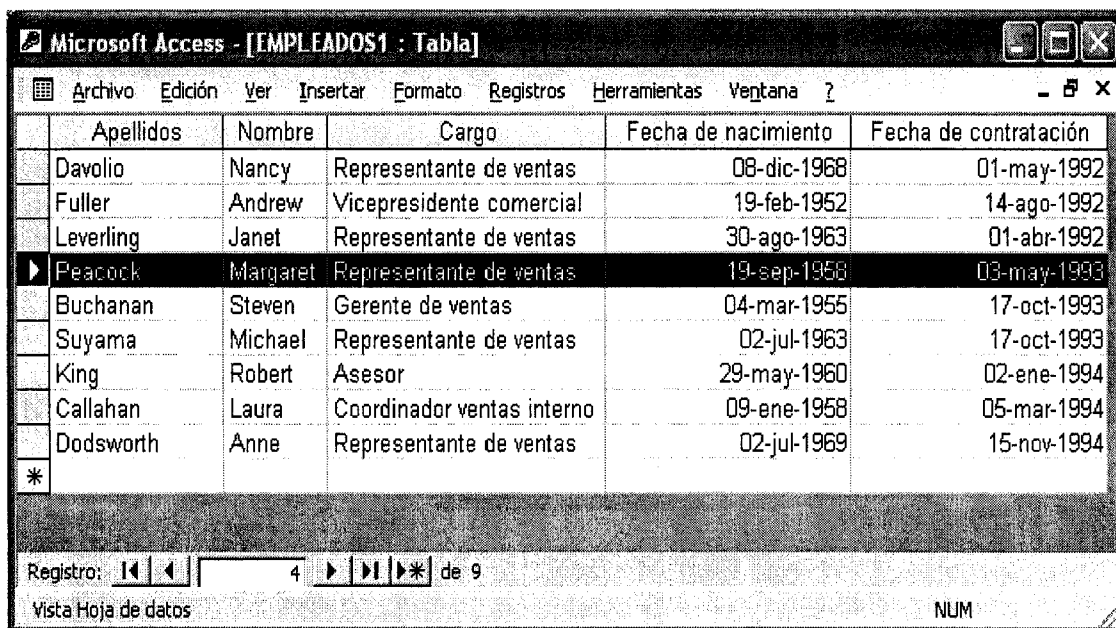 Microsoft Access - [EMPLEADOS1 : Tabla]
Archivo Edición Ver Insertar Formato Registros Herramientas Ventana ?
Apellidos Nombre Cargo Fecha de nacimiento Fecha de contratación
Davolio Nancy Representante de ventas 08-dic-1968 01-may-1992
Fuller Andrew Vicepresidente comercial 19-feb-1952 14-ago-1992
Leverling Janet Representante de ventas 30-ago-1963 01-abr-1992
Peacock Margaret Representante de ventas 19-sep-1958 03-may-1993
Buchanan Steven Gerente de ventas 04-mar-1955 17-oct-1993
Suyama Michael Representante de ventas 02-jul-1963 17-oct-1993
King Robert Asesor 29-may-1960 02-ene-1994
Callahan Laura Coordinador ventas interno 09-ene-1958 05-mar-1994
Dodsworth Anne Representante de ventas 02-jul-1969 15-nov-1994
Registro: 4 de 9
Vista Hoja de datos NUM